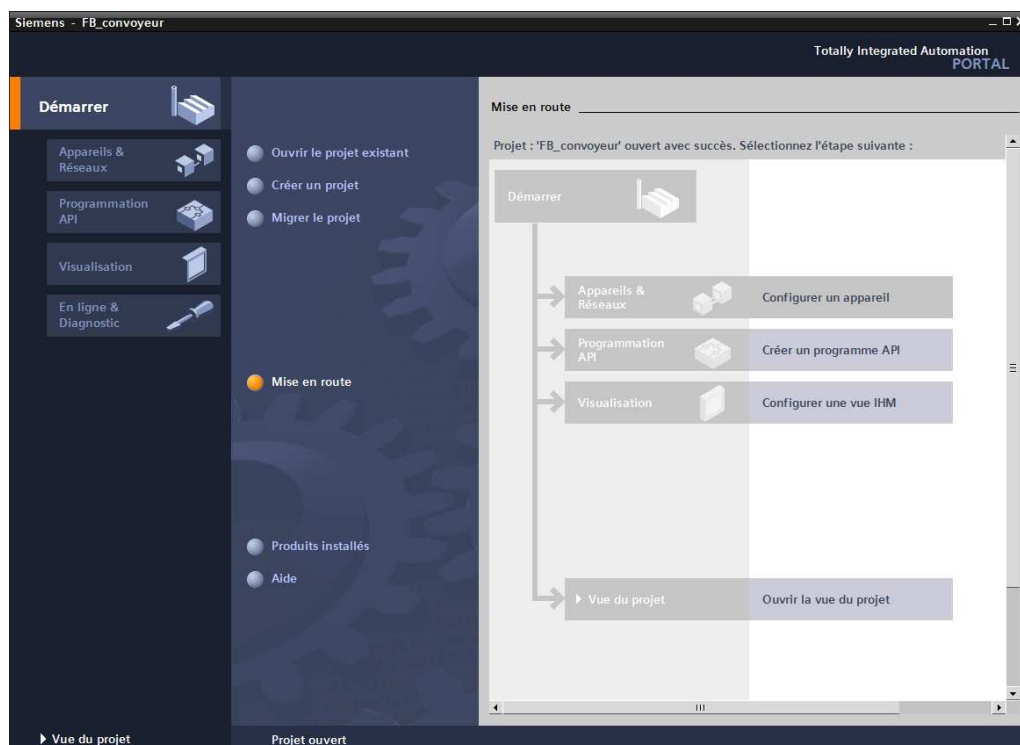 Siemens - FB_convoyeur
Totally Integrated Automation
PORTAL
Démarrer
Appareils &
Réseaux
Programmation
API
Visualisation
En ligne &
Diagnostic
Ouvrir le projet existant
Créer un projet
Migrer le projet
Mise en route
Produits installés
Aide
Mise en route
Projet : 'FB_convoyeur' ouvert avec succès. Sélectionnez l'étape suivante :
Démarrer
Appareils &
Réseaux
Configurer un appareil
Programmation
API
Créer un programme API
Visualisation
Configurer une vue IHM
Vue du projet
Ouvrir la vue du projet
Vue du projet
Projet ouvert